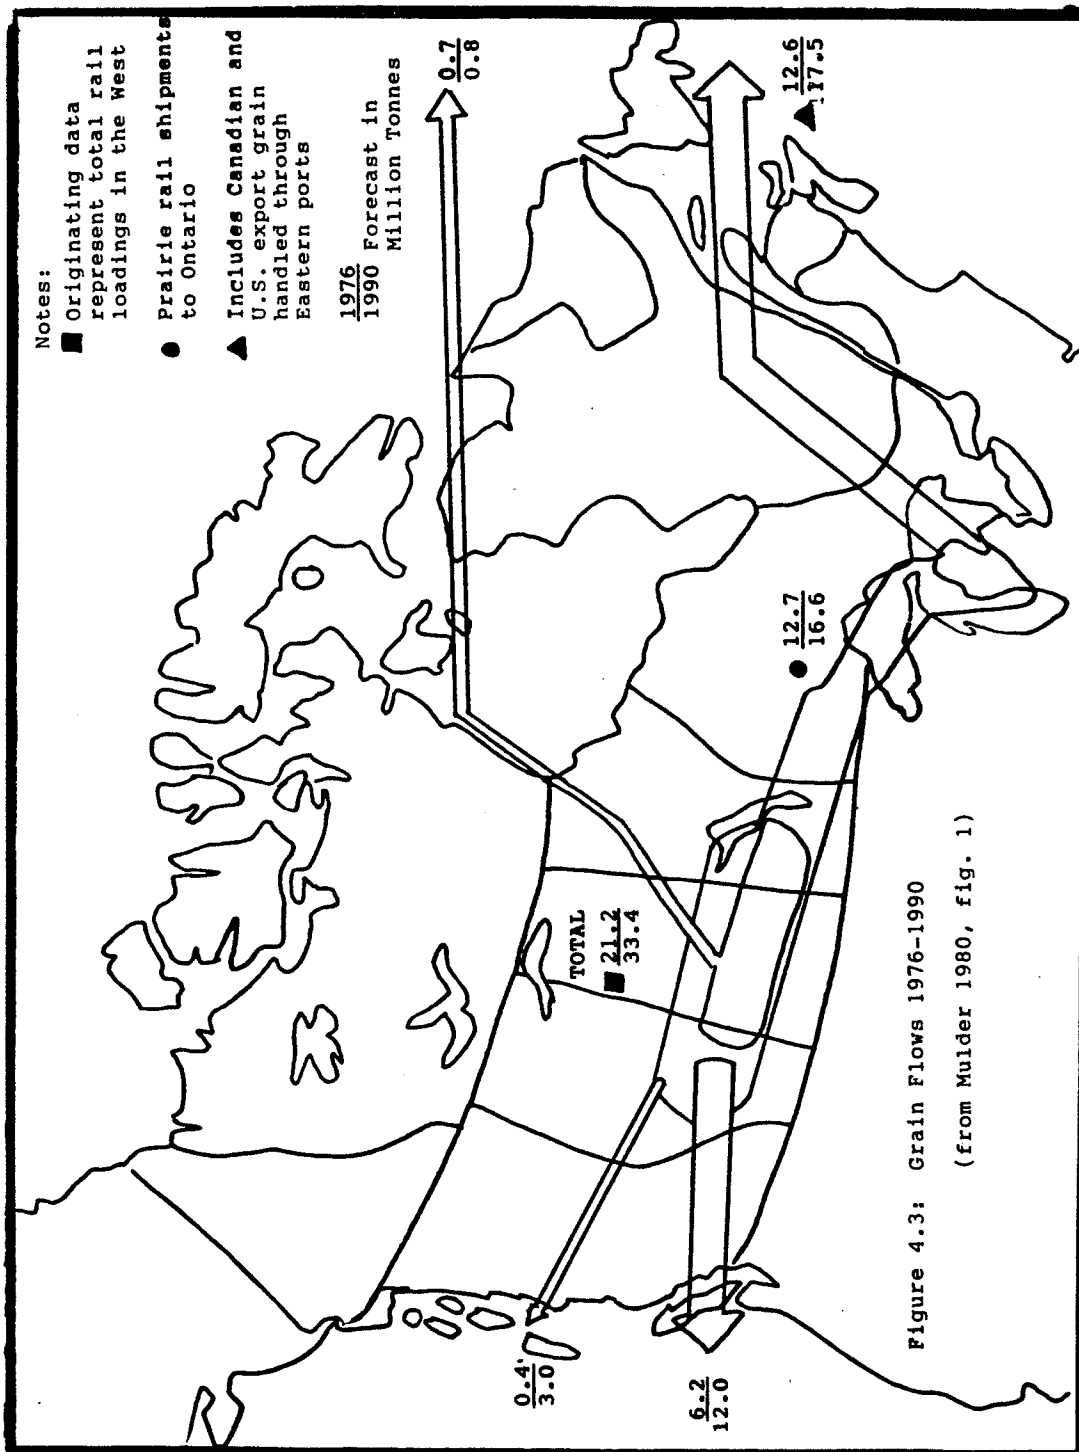 Notes:
■ Originating data
represent total rail
loadings in the West
● Prairie rail shipments
to Ontario
▲ Includes Canadian and
U.S. export grain
handled through
Eastern ports
1976
1990 Forecast in
Million Tonnes
0.7
0.8
▲ 12.6
17.5
● 12.7
16.6
TOTAL
■ 21.2
33.4
0.4
3.0
6.2
12.0
Figure 4.3: Grain Flows 1976-1990
(from Mulder 1980, fig. 1)